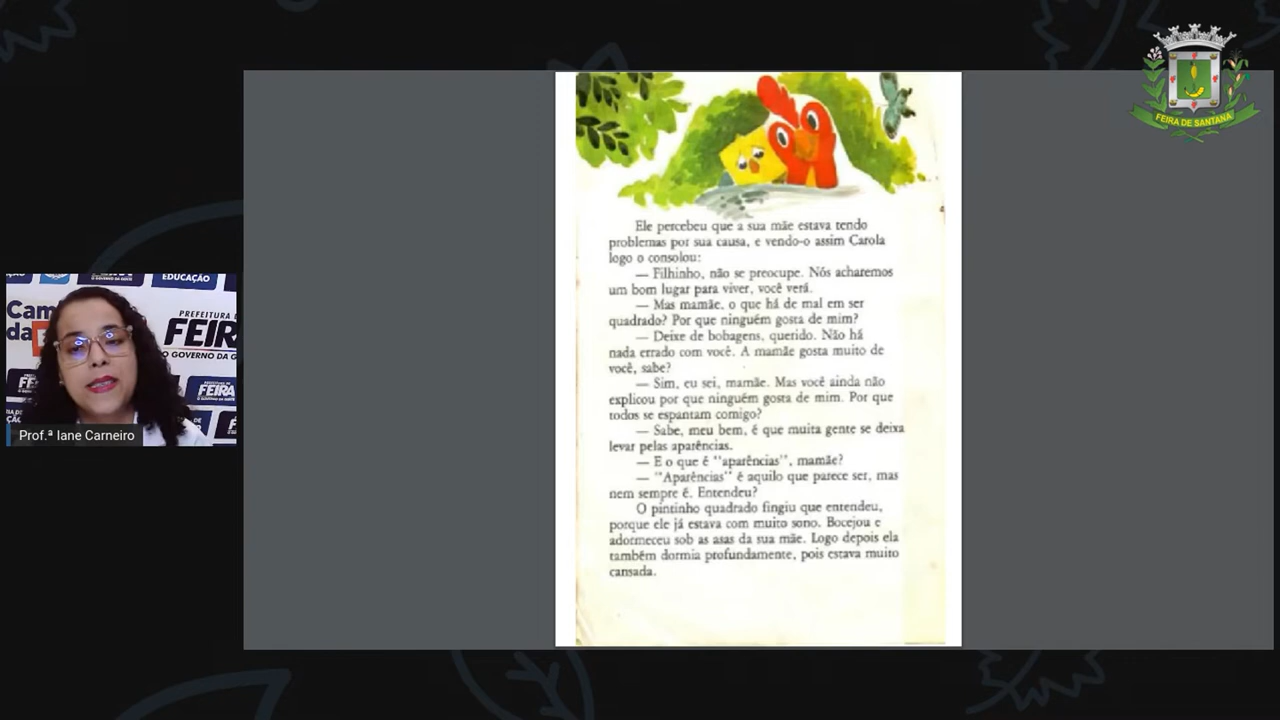 FEIRA DE SANTANA
Ele percebeu que a sua mãe estava tendo
problemas por sua causa, e vendo-o assim Carola
logo o consolou:
— Filhinho, não se preocupe. Nós acharemos
um bom lugar para viver, você verá.
— Mas mamãe, o que há de mal em ser
quadrado? Por que ninguém gosta de mim?
— Deixe de bobagens, querido. Não há
nada errado com você. A mamãe gosta muito de
você, sabe?
— Sim, eu sei, mamãe. Mas você ainda não
explicou por que ninguém gosta de mim. Por que
todos se espantam comigo?
— Sabe, meu bem, é que muita gente se deixa
levar pelas aparências.
— E o que é "aparências", mamãe?
— "Aparências" é aquilo que parece ser, mas
nem sempre é. Entendeu?
O pintinho quadrado fingiu que entendeu,
porque ele já estava com muito sono. Bocejou e
adormeceu sob as asas da sua mãe. Logo depois ela
também dormia profundamente, pois estava muito
cansada.
EDUCAÇÃO
PREFEITURA
FEIRA
O GOVERNO DA
FEIRA
Prof.ª Iane Carneiro